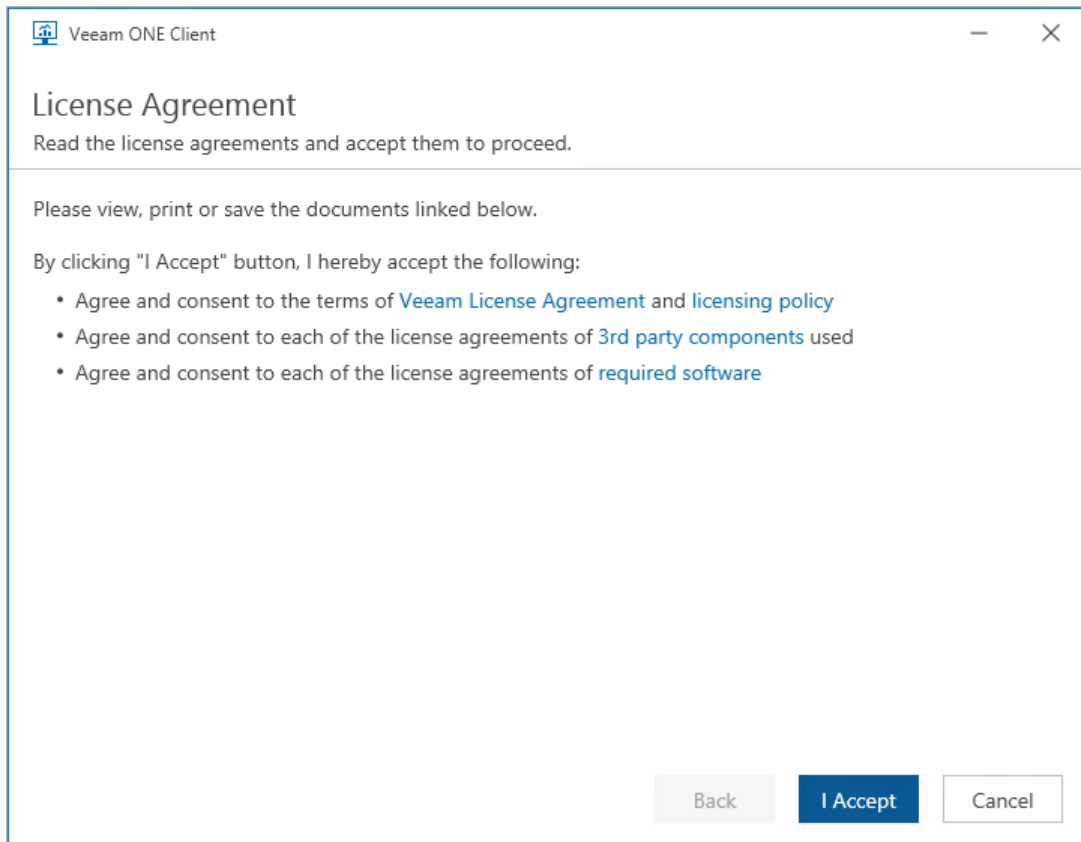 Veeam ONE Client
License Agreement
Read the license agreements and accept them to proceed.
Please view, print or save the documents linked below.
By clicking "I Accept" button, I hereby accept the following:
• Agree and consent to the terms of Veeam License Agreement and licensing policy
• Agree and consent to each of the license agreements of 3rd party components used
• Agree and consent to each of the license agreements of required software
Back I Accept Cancel